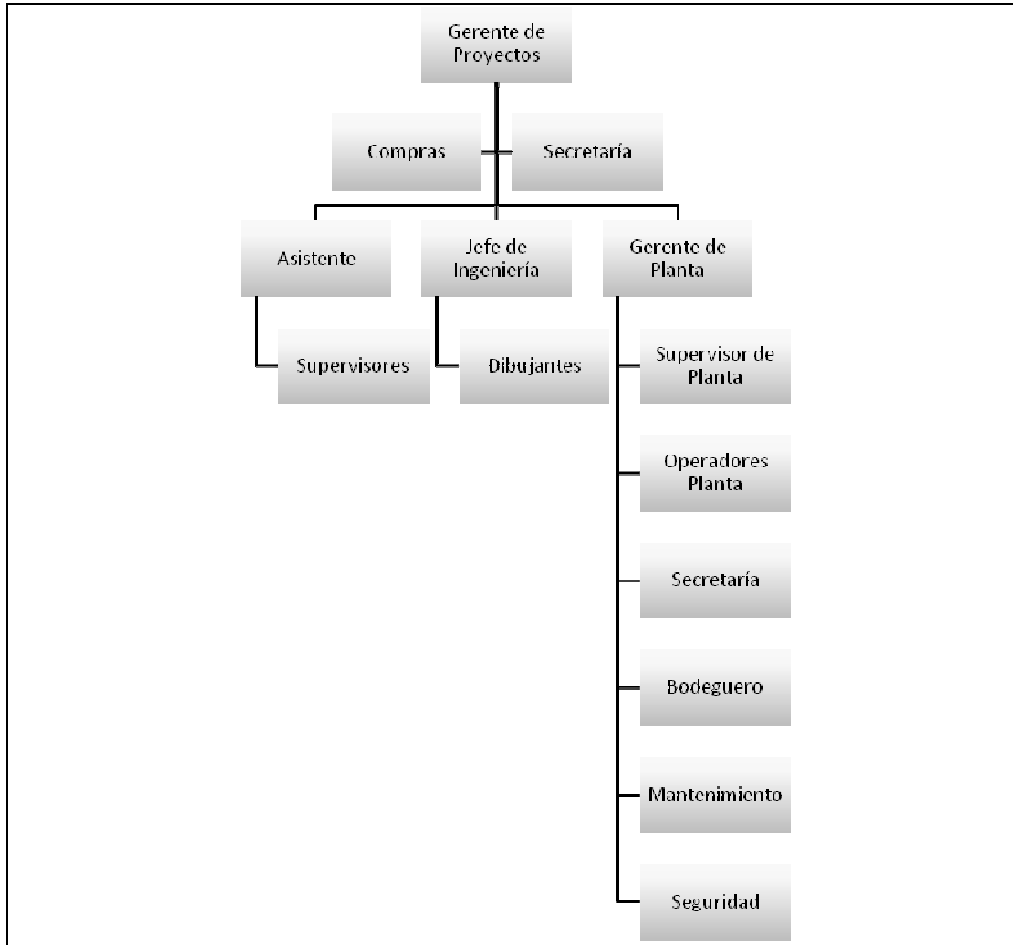 Gerente de
Proyectos
Compras
Secretaría
Asistente
Jefe de
Ingeniería
Gerente de
Planta
Supervisores
Dibujantes
Supervisor de
Planta
Operadores
Planta
Secretaría
Bodeguero
Mantenimiento
Seguridad